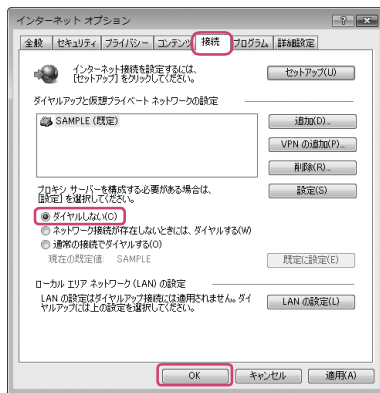 インターネット オプション
全般 セキュリティ プライバシー コンテンツ 接続 プログラム 詳細設定
インターネット接続を設定するには、
[セットアップ] をクリックしてください。
セットアップ(U)
ダイヤルアップと仮想プライベート ネットワークの設定
SAMPLE (既定)
追加(D)...
VPN の追加(P)...
削除(R)...
プロキシ サーバーを構成する必要がある場合は、
[設定] を選択してください。
設定(S)
ダイヤルしない(C)
ネットワーク接続が存在しないときには、ダイヤルする(W)
通常の接続でダイヤルする(O)
現在の既定値: SAMPLE
既定に設定(E)
ローカル エリア ネットワーク (LAN) の設定
LAN の設定はダイヤルアップ接続には適用されません。ダイ
ヤルアップには上の設定を選択してください。
LAN の設定(L)
OK キャンセル 適用(A)